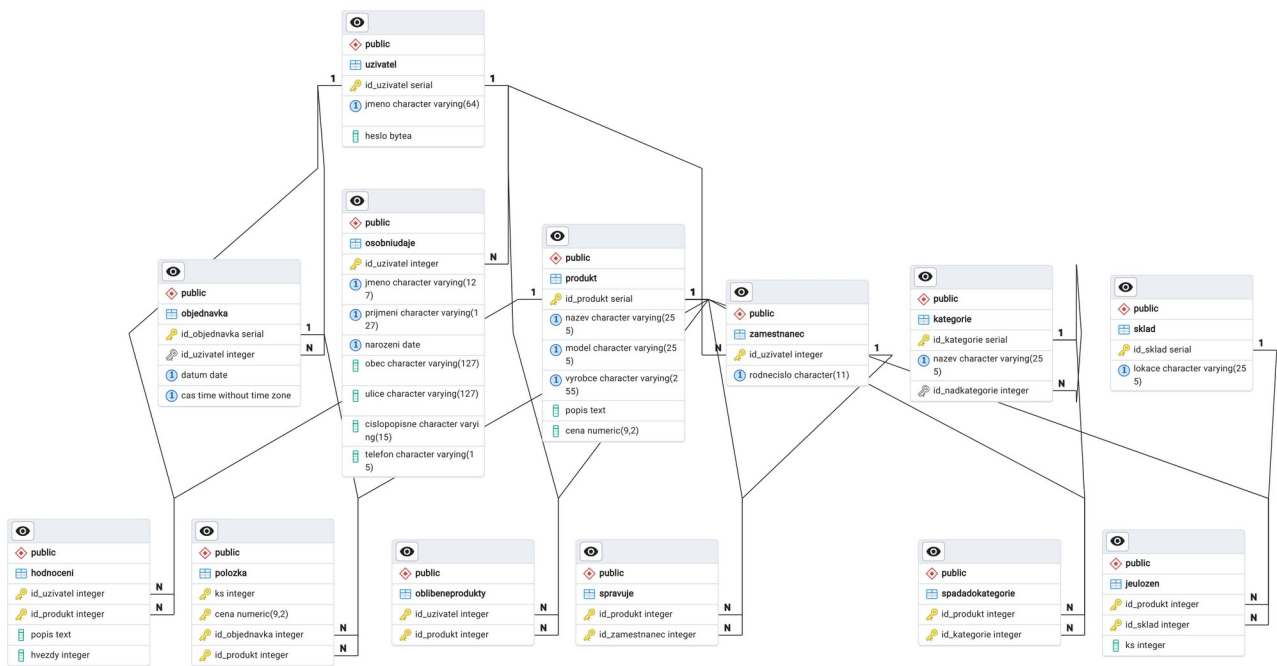 public
uzivatel
1
id_uzivatel serial
1
jmeno character varying(64)
heslo bytea
public
osobniudaje
id_uzivatel integer
N
jmeno character varying(12
7)
prijmeni character varying(1
27)
narozeni date
obec character varying(127)
ulice character varying(127)
cislopopisne character varyi
ng(15)
telefon character varying(1
5)
public
objednavka
id_objednavka serial
1
id_uzivatel integer
N
datum date
cas time without time zone
public
produkt
1
id_produkt serial
1
nazev character varying(25
5)
model character varying(25
5)
vyrobce character varying(2
55)
popis text
cena numeric(9,2)
public
zamestnanec
N
id_uzivatel integer
1
rodnecislo character(11)
public
kategorie
id_kategorie serial
1
nazev character varying(25
5)
id_nadkategorie integer
N
public
sklad
id_sklad serial
1
lokace character varying(25
5)
public
hodnoceni
id_uzivatel integer
N
id_produkt integer
N
popis text
hvezdy integer
public
polozka
ks integer
cena numeric(9,2)
id_objednavka integer
N
id_produkt integer
N
public
oblibeneprodukty
id_uzivatel integer
N
id_produkt integer
N
public
spravuje
id_produkt integer
N
id_zamestnanec integer
N
public
spadadokategorie
id_produkt integer
N
id_kategorie integer
N
public
jeulozen
id_produkt integer
N
id_sklad integer
N
ks integer